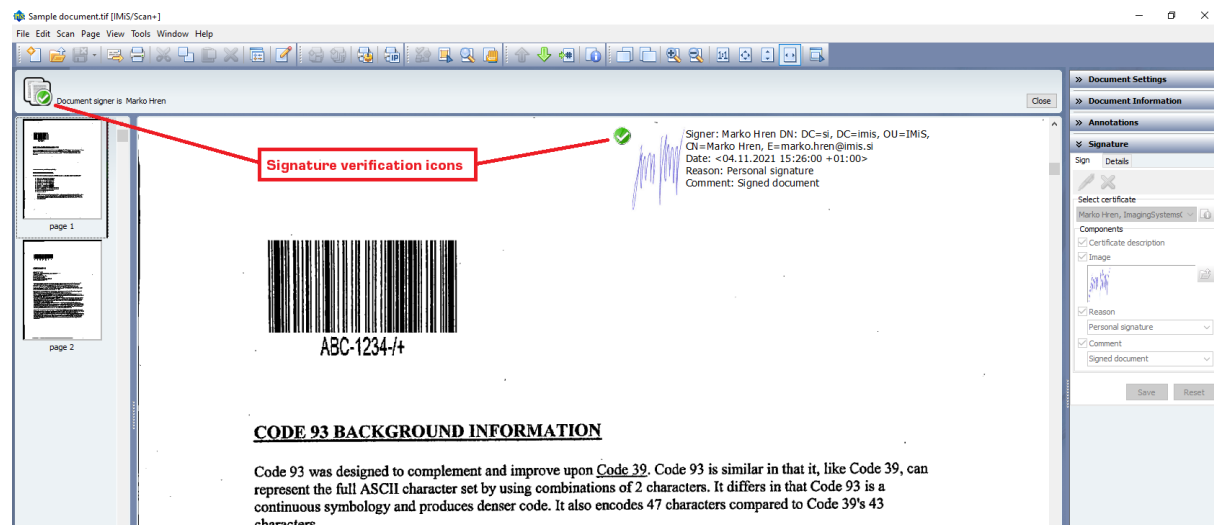 Sample document.tif [IMiS/Scan+]
File Edit Scan Page View Tools Window Help
Document signer is Marko Hren
Close
page 1
page 2
Signature verification icons
Signer: Marko Hren DN: DC=si, DC=imis, OU=IMiS,
CN=Marko Hren, E=marko.hren@imis.si
Date: <04.11.2021 15:26:00 +01:00>
Reason: Personal signature
Comment: Signed document
ABC-1234-/+
CODE 93 BACKGROUND INFORMATION
Code 93 was designed to complement and improve upon Code 39. Code 93 is similar in that it, like Code 39, can
represent the full ASCII character set by using combinations of 2 characters. It differs in that Code 93 is a
continuous symbology and produces denser code. It also encodes 47 characters compared to Code 39's 43
characters
Document Settings
Document Information
Annotations
Signature
Sign Details
Select certificate
Marko Hren, ImagingSystems(
Components
Certificate description
Image
Reason
Personal signature
Comment
Signed document
Save Reset